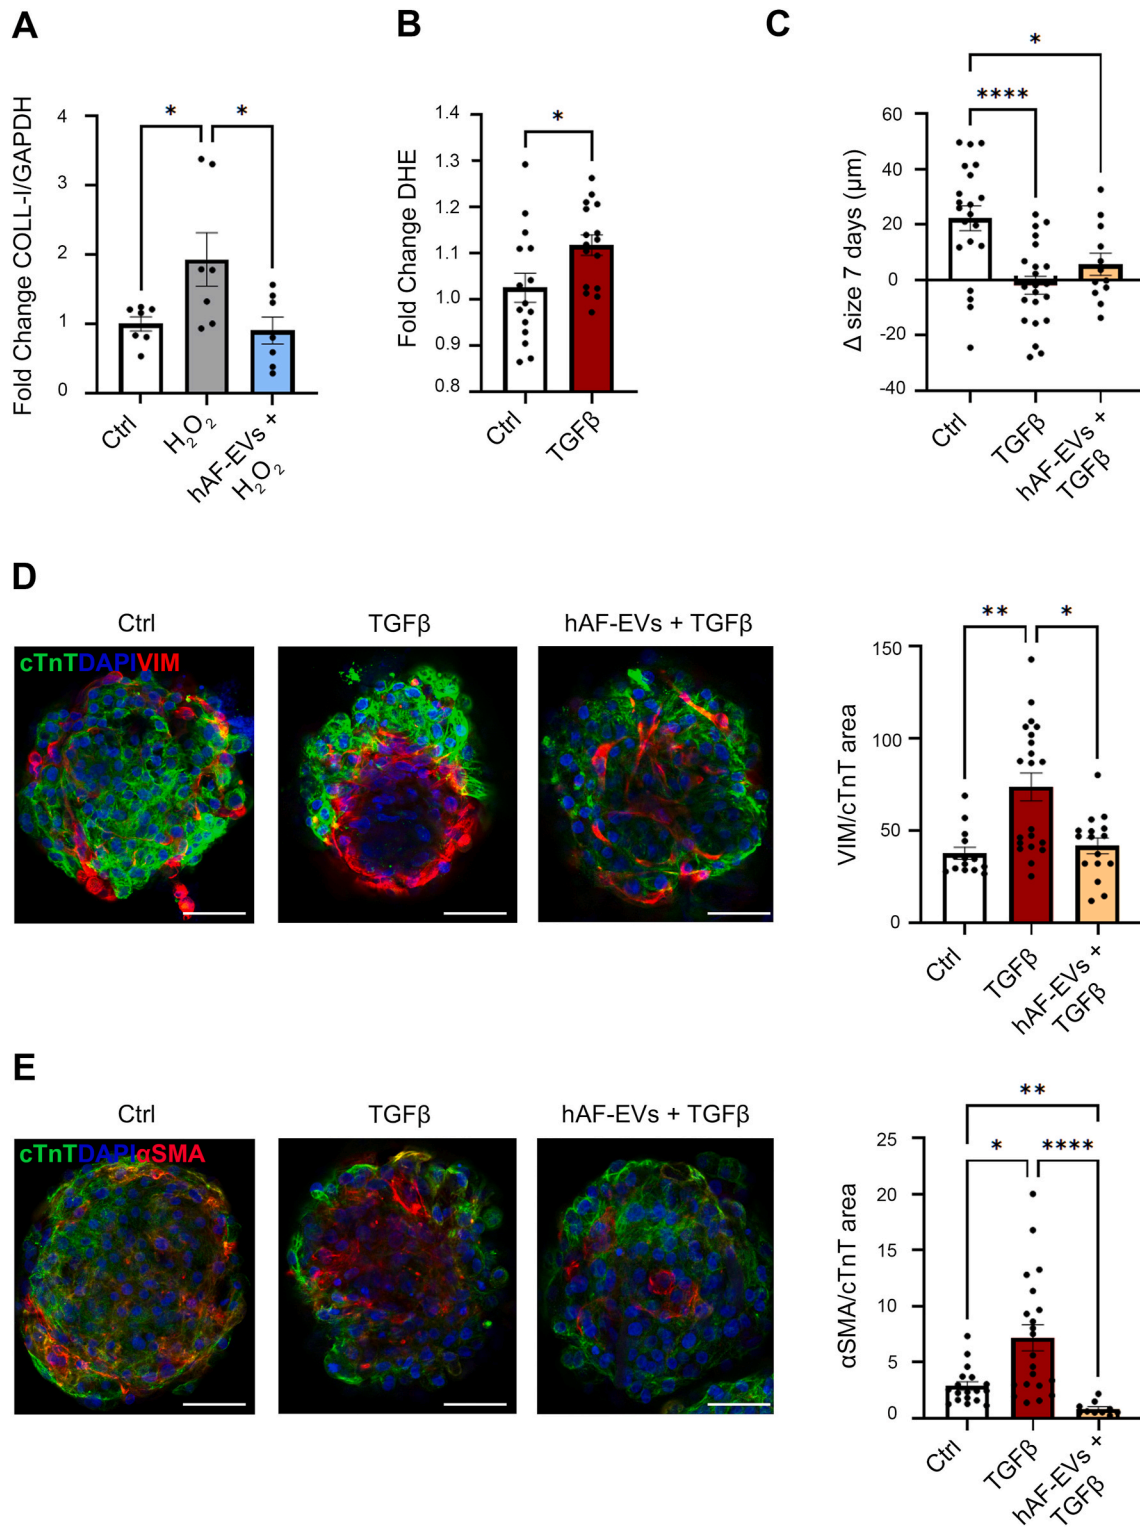 A
B
C
*
*
Fold Change COLL-I/GAPDH
4
3
2
1
0
Ctrl
H₂O₂
hAF-EVs +
H₂O₂
*
Fold Change DHE
1.4
1.3
1.2
1.1
1.0
0.9
0.8
Ctrl
TGFβ
*
****
Δ size 7 days (μm)
60
40
20
0
-20
-40
Ctrl
TGFβ
hAF-EVs +
TGFβ
D
Ctrl
TGFβ
hAF-EVs + TGFβ
cTnTDAPIVIM
**
*
VIM/cTnT area
150
100
50
0
Ctrl
TGFβ
hAF-EVs +
TGFβ
E
Ctrl
TGFβ
hAF-EVs + TGFβ
cTnTDAPIαSMA
**
*
****
αSMA/cTnT area
25
20
15
10
5
0
Ctrl
TGFβ
hAF-EVs +
TGFβ